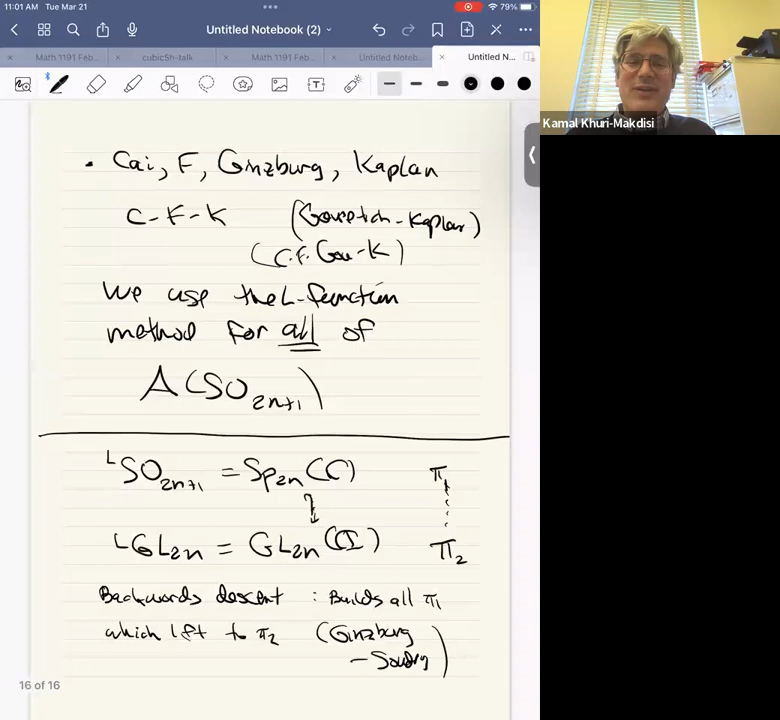 11:01 AM Tue Mar 21
79%
Untitled Notebook (2)
Math 1191 Feb...
cubic5h-talk
Math 1191 Feb...
Untitled Noteb...
Untitled N...
Kamal Khuri-Makdisi
• Cai, F, Ginzburg, Kaplan
C-F-K (Gourevitch-Kaplan)
(C.F. Gou-K)
We use the L-function
method for all of
A(SO₂ₙ₊₁)
ᴸSO₂ₙ₊₁ = Sp₂ₙ(ℂ) π₁
ᴸGL₂ₙ = GL₂ₙ(ℂ) π₂
Backwards descent : Builds all π₁
which lift to π₂ (Ginzburg
-Soudry)
16 of 16